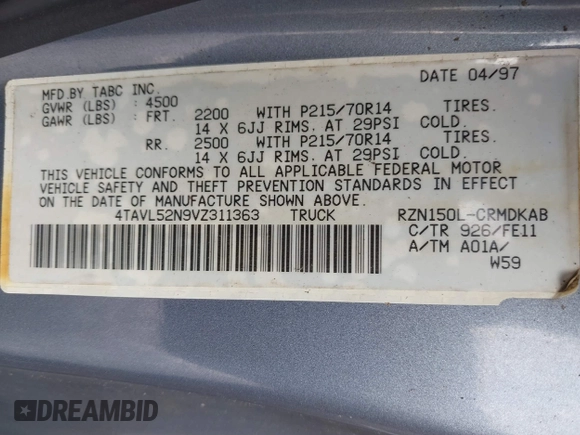 MFD.BY TABC INC. DATE 04/97
GVWR (LBS) : 4500
GAWR (LBS) : FRT. 2200 WITH P215/70R14 TIRES.
14 X 6JJ RIMS. AT 29PSI COLD.
RR. 2500 WITH P215/70R14 TIRES.
14 X 6JJ RIMS. AT 29PSI COLD.
THIS VEHICLE CONFORMS TO ALL APPLICABLE FEDERAL MOTOR
VEHICLE SAFETY AND THEFT PREVENTION STANDARDS IN EFFECT
ON THE DATE OF MANUFACTURE SHOWN ABOVE.
4TAVL52N9VZ311363 TRUCK RZN150L-CRMDKAB
C/TR 926/FE11
A/TM A01A/
W59
DREAMBID